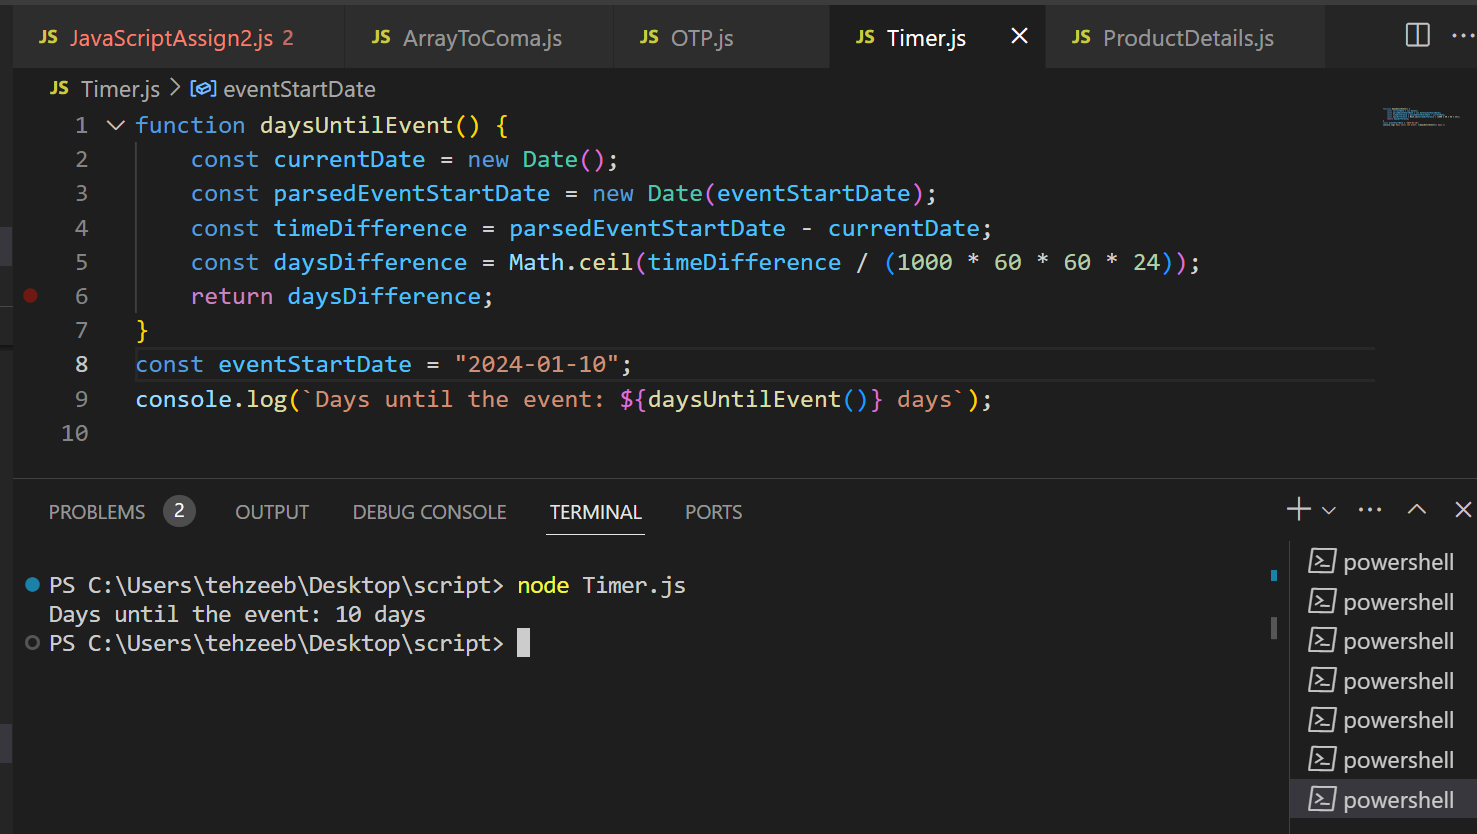 JS JavaScriptAssign2.js 2 JS ArrayToComa.js JS OTP.js JS Timer.js JS ProductDetails.js
JS Timer.js > eventStartDate
1 function daysUntilEvent() {
2 const currentDate = new Date();
3 const parsedEventStartDate = new Date(eventStartDate);
4 const timeDifference = parsedEventStartDate - currentDate;
5 const daysDifference = Math.ceil(timeDifference / (1000 * 60 * 60 * 24));
6 return daysDifference;
7 }
8 const eventStartDate = "2024-01-10";
9 console.log(`Days until the event: ${daysUntilEvent()} days`);
10
PROBLEMS 2 OUTPUT DEBUG CONSOLE TERMINAL PORTS
PS C:\Users\tehzeeb\Desktop\script> node Timer.js
Days until the event: 10 days
PS C:\Users\tehzeeb\Desktop\script>
powershell
powershell
powershell
powershell
powershell
powershell
powershell